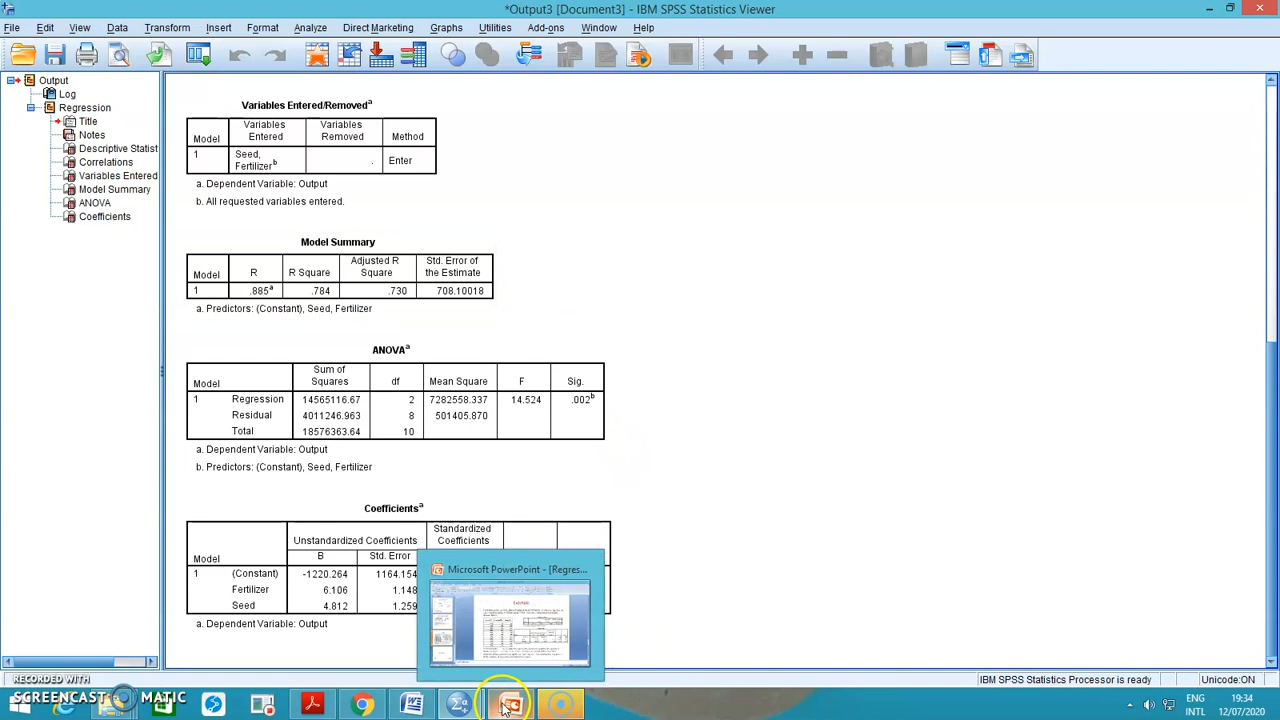 *Output3 [Document3] - IBM SPSS Statistics Viewer
File Edit View Data Transform Insert Format Analyze Direct Marketing Graphs Utilities Add-ons Window Help
Output
Log
Regression
Title
Notes
Descriptive Statist
Correlations
Variables Entered
Model Summary
ANOVA
Coefficients
Variables Entered/Removedᵃ
Model Variables Entered Variables Removed Method
1 Seed, Fertilizerᵇ . Enter
a. Dependent Variable: Output
b. All requested variables entered.
Model Summary
Model R R Square Adjusted R Square Std. Error of the Estimate
1 .885ᵃ .784 .730 708.10018
a. Predictors: (Constant), Seed, Fertilizer
ANOVAᵃ
Model Sum of Squares df Mean Square F Sig.
1 Regression 14565116.67 2 7282558.337 14.524 .002ᵇ
Residual 4011246.963 8 501405.870
Total 18576363.64 10
a. Dependent Variable: Output
b. Predictors: (Constant), Seed, Fertilizer
Coefficientsᵃ
Model Unstandardized Coefficients Standardized Coefficients
B Std. Error
1 (Constant) -1220.264 1164.154
Fertilizer 6.106 1.148
Seed 4.812 1.259
a. Dependent Variable: Output
Microsoft PowerPoint - [Regres...
IBM SPSS Statistics Processor is ready Unicode:ON
RECORDED WITH
SCREENCAST MATIC
ENG
INTL
19:34
12/07/2020